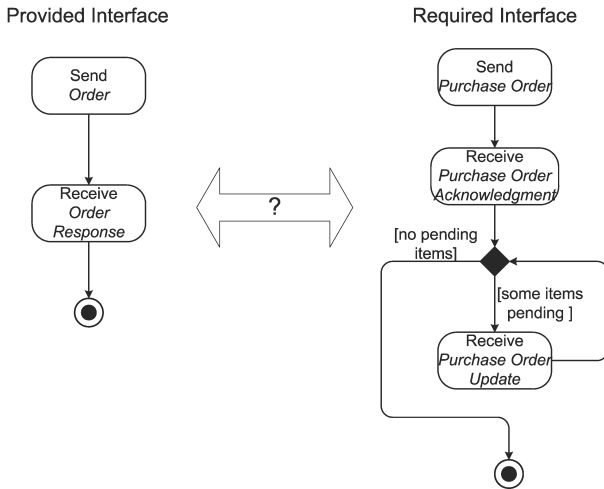 Provided Interface
Required Interface
Send
Order
Receive
Order
Response
?
Send
Purchase Order
Receive
Purchase Order
Acknowledgment
[no pending
items]
[some items
pending ]
Receive
Purchase Order
Update